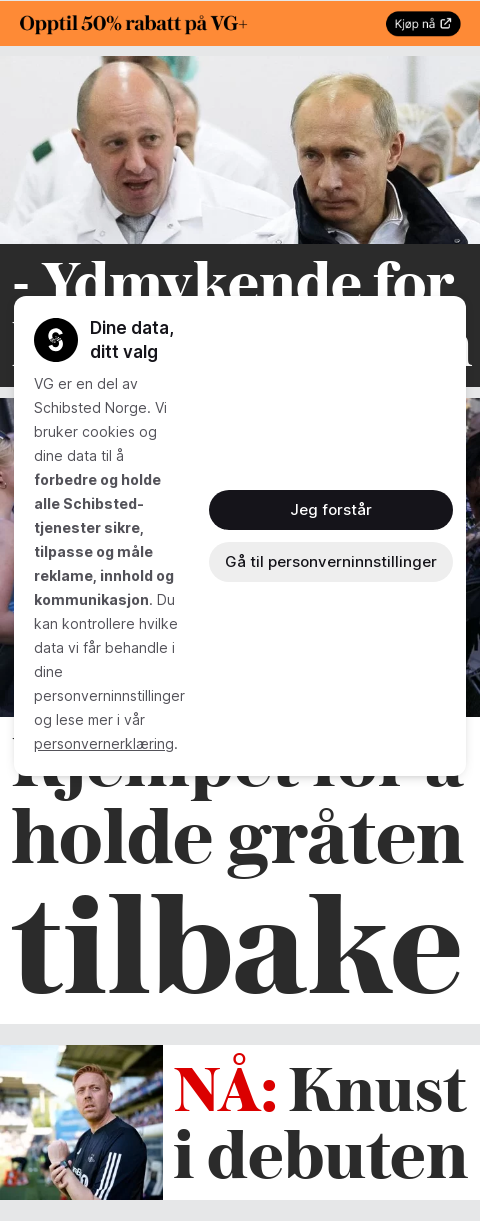 Opptil 50% rabatt på VG+
Kjøp nå
- Ydmykende for
Dine data,
ditt valg
VG er en del av
Schibsted Norge. Vi
bruker cookies og
dine data til å
forbedre og holde
alle Schibsted-
tjenester sikre,
tilpasse og måle
reklame, innhold og
kommunikasjon. Du
kan kontrollere hvilke
data vi får behandle i
dine
personverninnstillinger
og lese mer i vår
personvernerklæring.
Jeg forstår
Gå til personverninnstillinger
Kjempet for å
holde gråten
tilbake
NÅ: Knust
i debuten